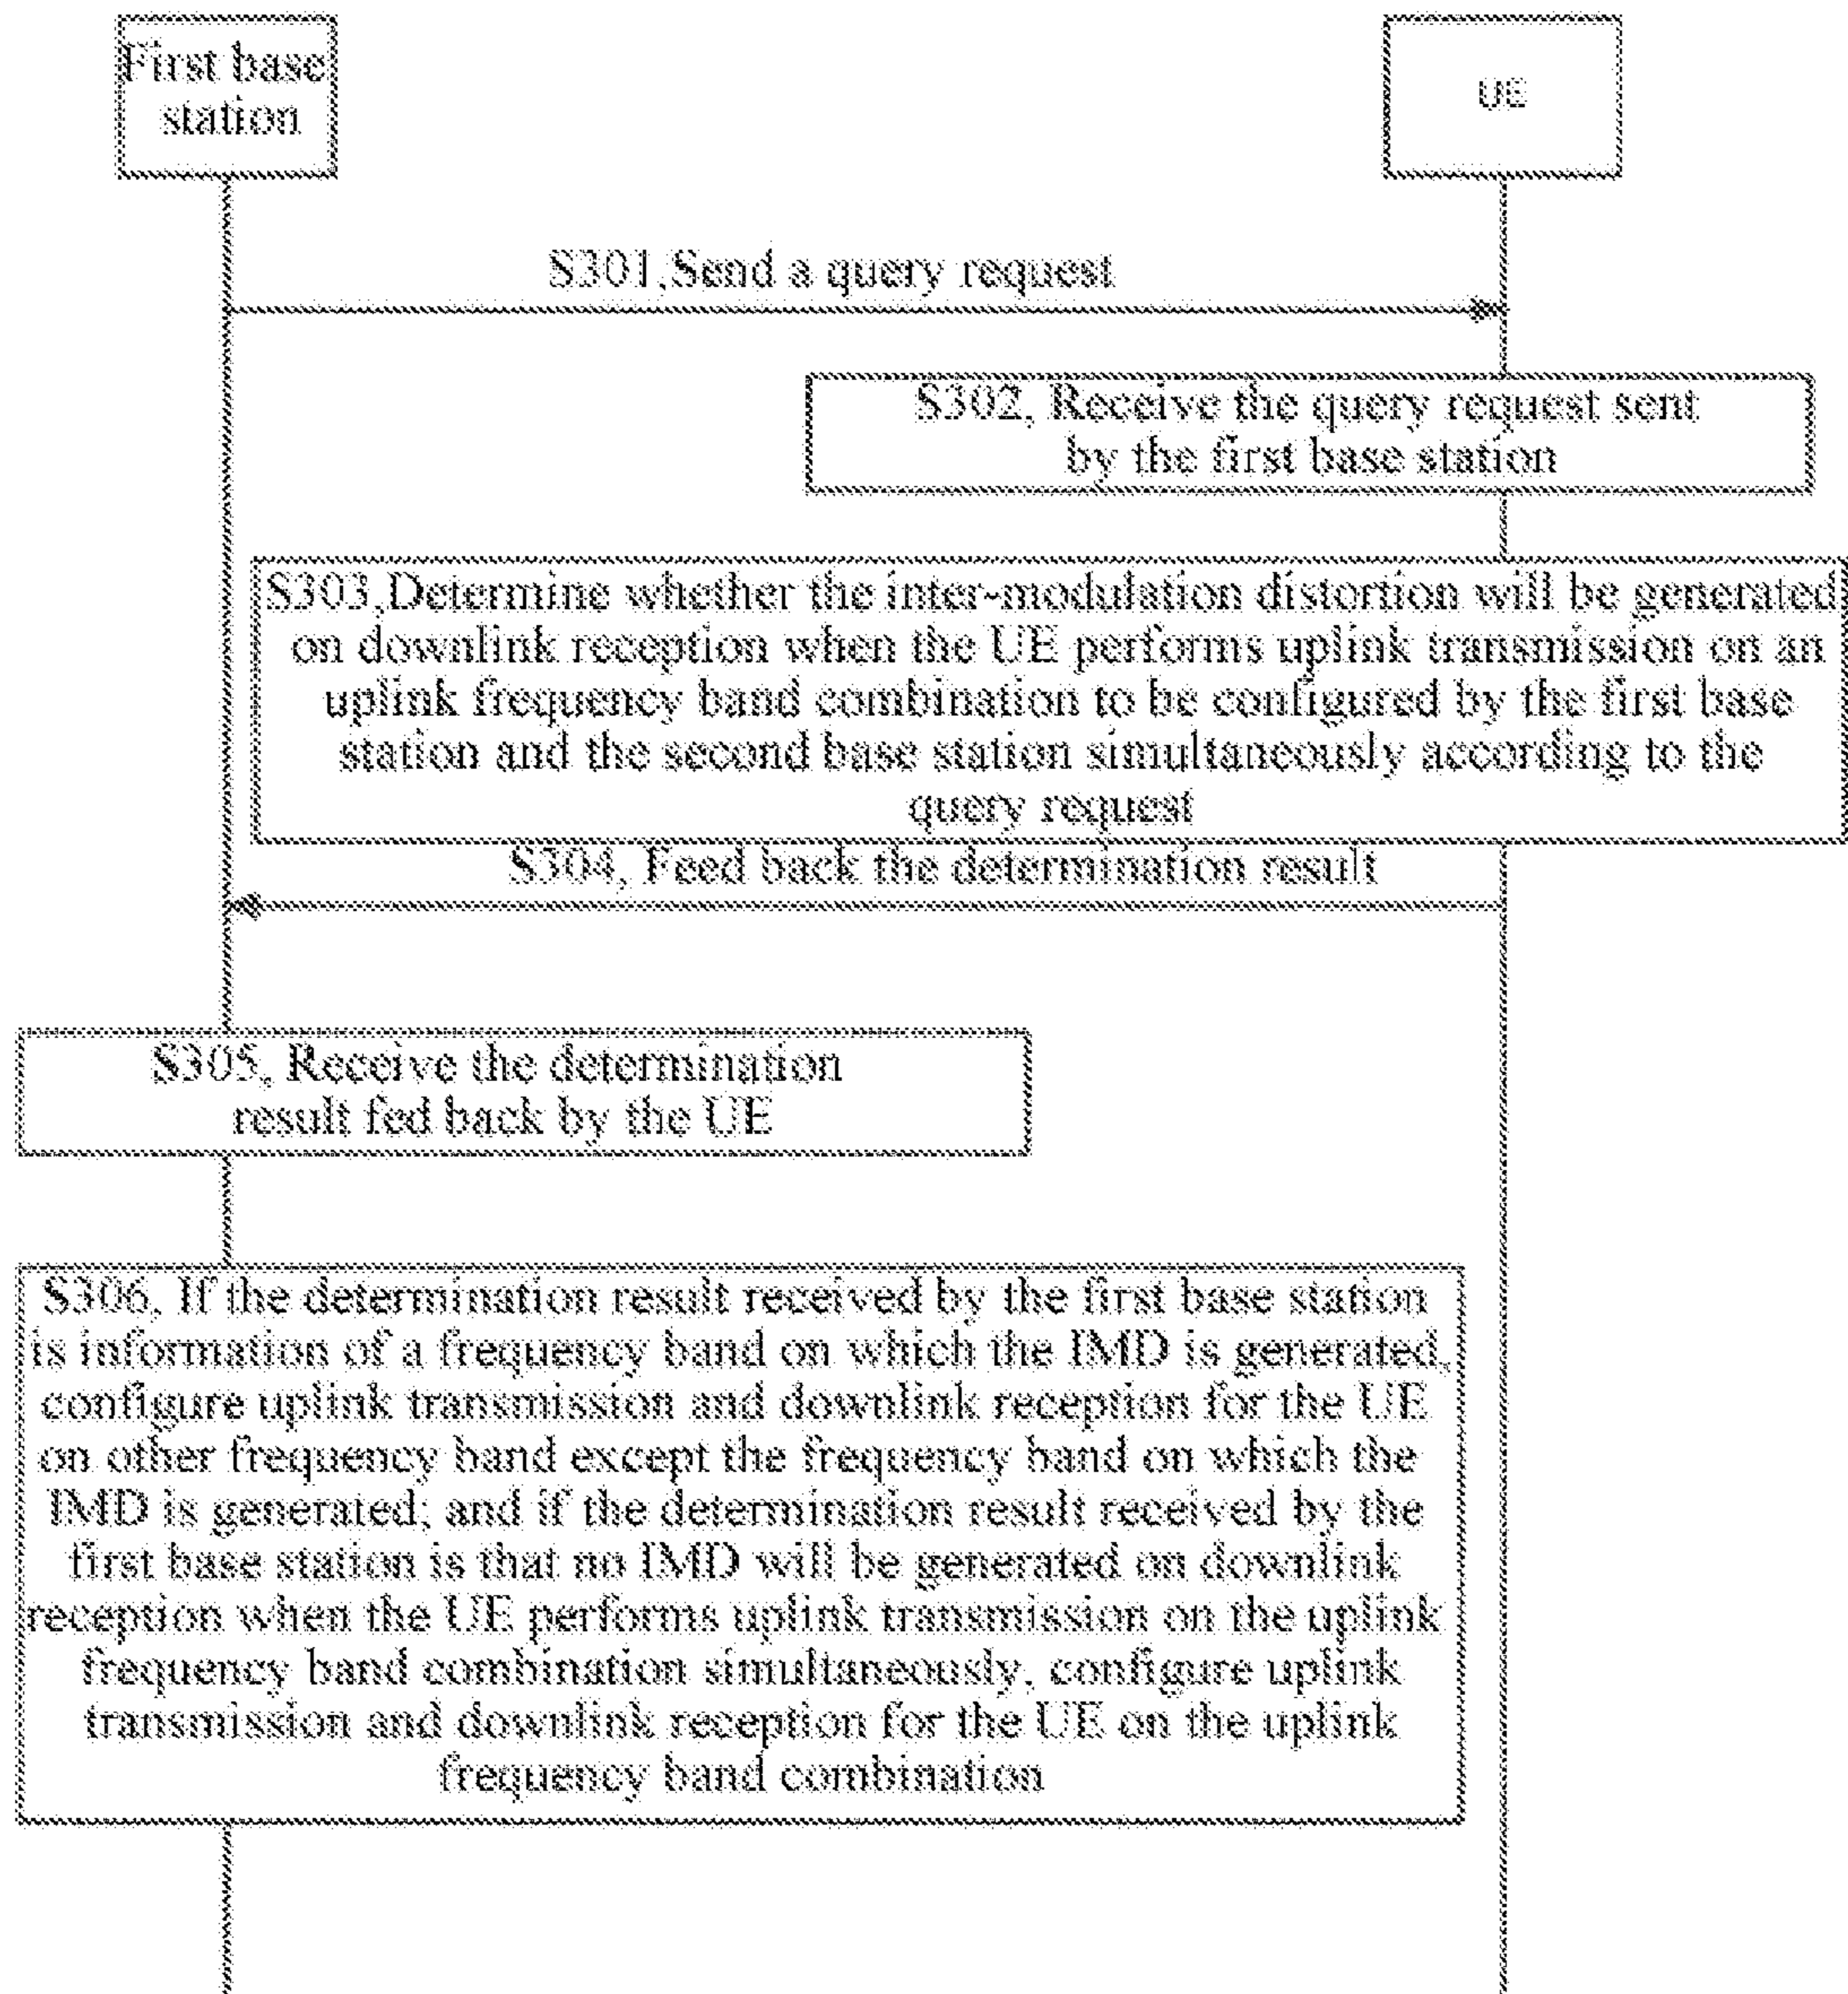 First base
station
UE
S301,Send a query request
S302, Receive the query request sent
by the first base station
S303,Determine whether the inter-modulation distortion will be generated
on downlink reception when the UE performs uplink transmission on an
uplink frequency band combination to be configured by the first base
station and the second base station simultaneously according to the
query request
S304, Feed back the determination result
S305, Receive the determination
result fed back by the UE
S306, If the determination result received by the first base station
is information of a frequency band on which the IMD is generated,
configure uplink transmission and downlink reception for the UE
on other frequency band except the frequency band on which the
IMD is generated; and if the determination result received by the
first base station is that no IMD will be generated on downlink
reception when the UE performs uplink transmission on the uplink
frequency band combination simultaneously, configure uplink
transmission and downlink reception for the UE on the uplink
frequency band combination